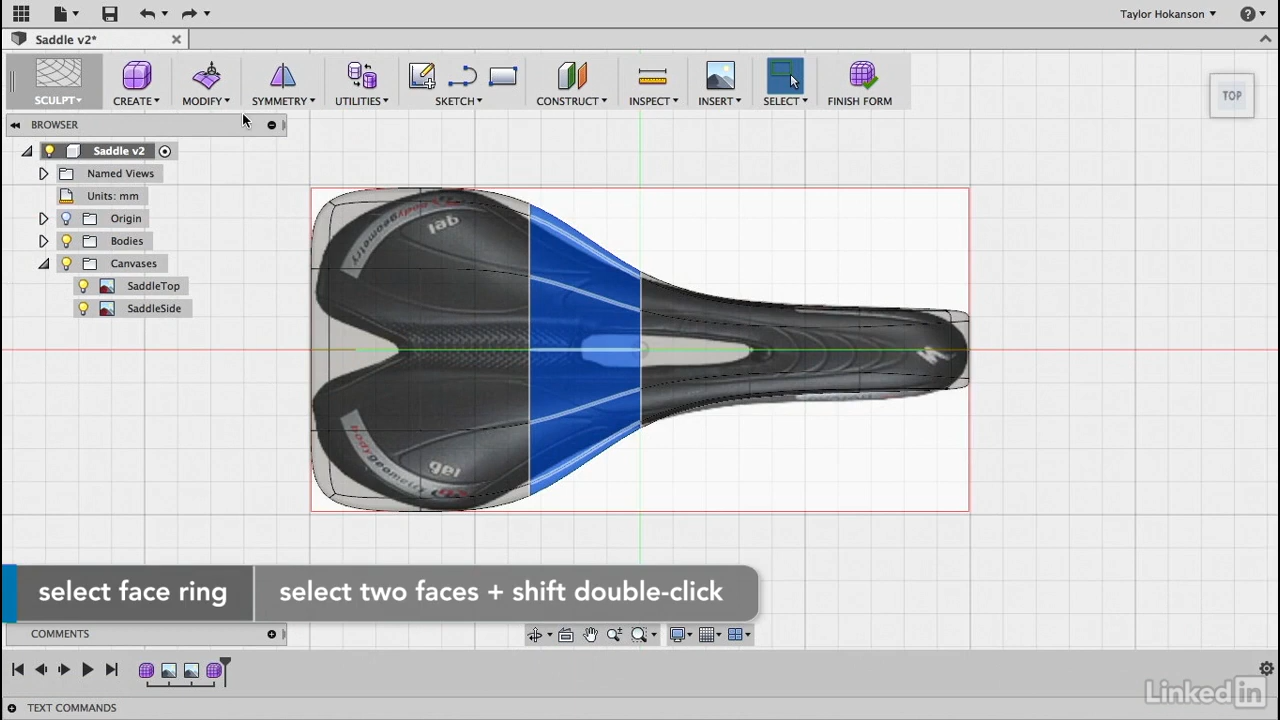 Taylor Hokanson
Saddle v2*
SCULPT
CREATE
MODIFY
SYMMETRY
UTILITIES
SKETCH
CONSTRUCT
INSPECT
INSERT
SELECT
FINISH FORM
BROWSER
TOP
Saddle v2
Named Views
Units: mm
Origin
Bodies
Canvases
SaddleTop
SaddleSide
gel
bodygeometry
select face ring
select two faces + shift double-click
COMMENTS
LinkedIn
TEXT COMMANDS